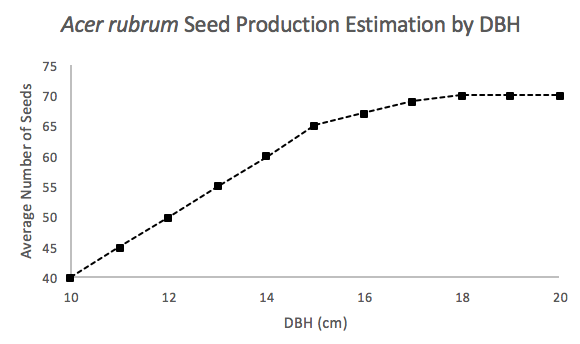 Acer rubrum Seed Production Estimation by DBH
Average Number of Seeds
75
70
65
60
55
50
45
40
10 12 14 16 18 20
DBH (cm)